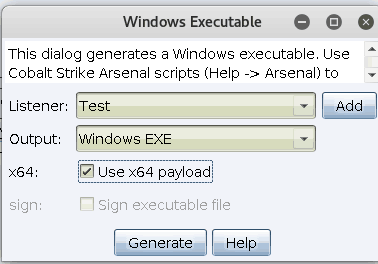 Windows Executable
This dialog generates a Windows executable. Use
Cobalt Strike Arsenal scripts (Help -> Arsenal) to
Listener: Test Add
Output: Windows EXE
x64: Use x64 payload
sign: Sign executable file
Generate Help